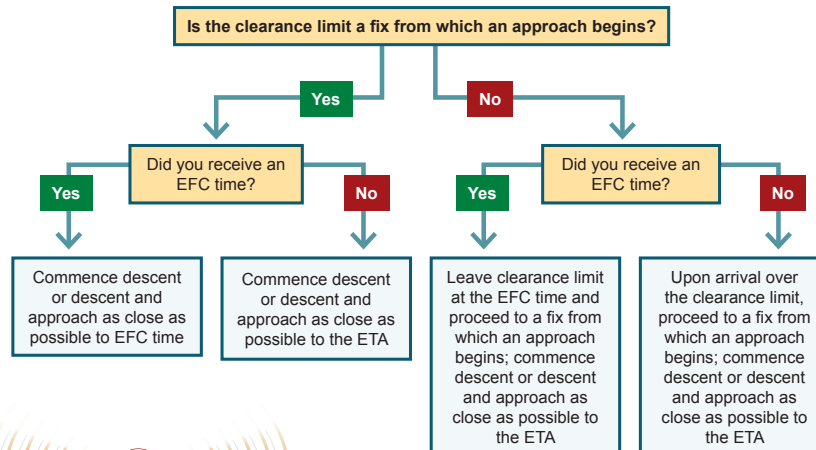 Is the clearance limit a fix from which an approach begins?
Yes
No
Did you receive an
EFC time?
Did you receive an
EFC time?
Yes
No
Yes
No
Commence descent
or descent and
approach as close as
possible to EFC time
Commence descent
or descent and
approach as close as
possible to the ETA
Leave clearance limit
at the EFC time and
proceed to a fix from
which an approach
begins; commence
descent or descent
and approach as
close as possible to
the ETA
Upon arrival over
the clearance limit,
proceed to a fix from
which an approach
begins; commence
descent or descent
and approach as
close as possible to
the ETA